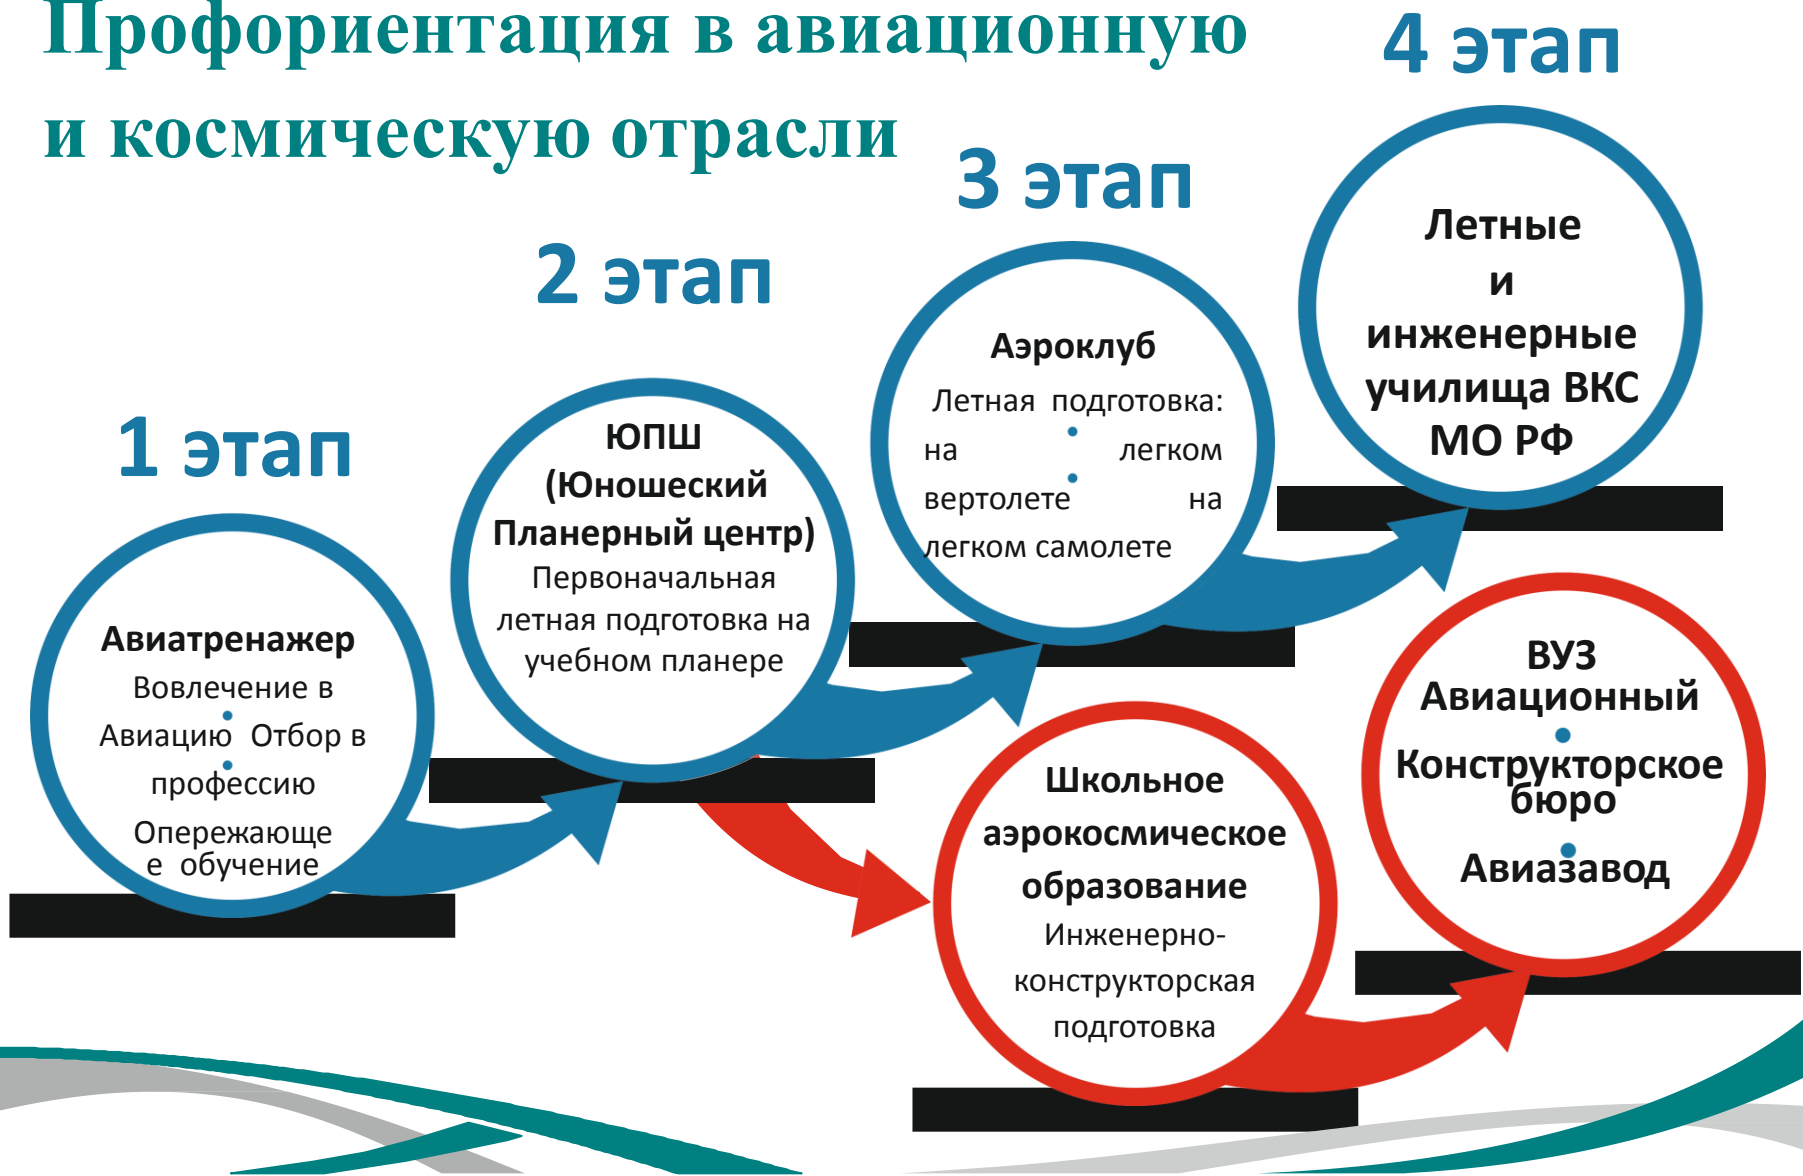 Профориентация в авиационную
и космическую отрасли
1 этап
Авиатренажер
Вовлечение в
Авиацию Отбор в
профессию
Опережающе
е обучение
2 этап
ЮПШ
(Юношеский
Планерный центр)
Первоначальная
летная подготовка на
учебном планере
3 этап
Аэроклуб
Летная подготовка:
на легком
вертолете на
легком самолете
4 этап
Летные
и
инженерные
училища ВКС
МО РФ
Школьное
аэрокосмическое
образование
Инженерно-
конструкторская
подготовка
ВУЗ
Авиационный
Конструкторское
бюро
Авиазавод